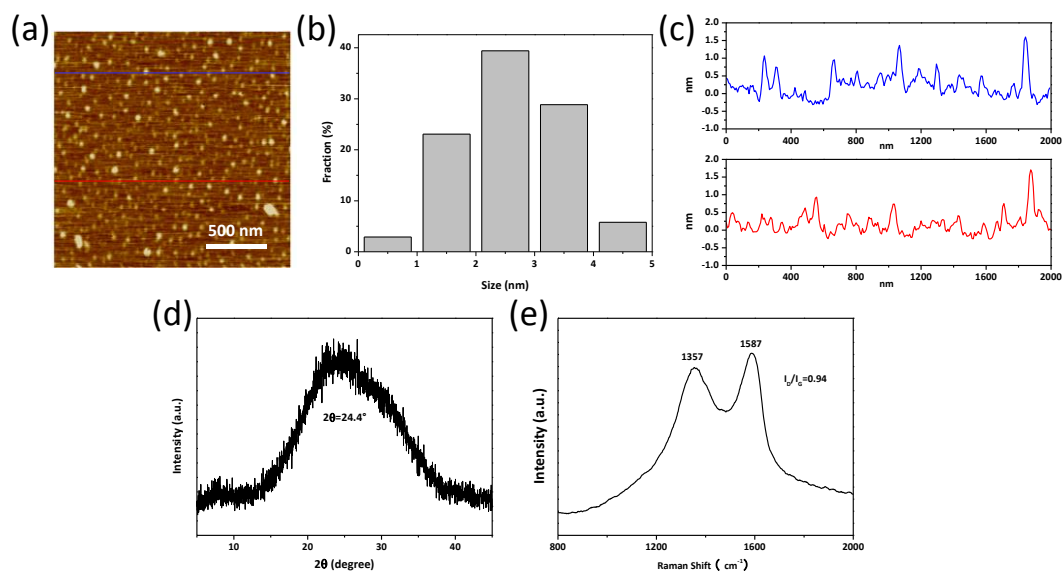 (a)
500 nm
(b)
Fraction (%)
40
30
20
10
0
0 1 2 3 4 5
Size (nm)
(c)
nm
2.0
1.5
1.0
0.5
0.0
-0.5
-1.0
0 400 800 1200 1600 2000
nm
nm
2.0
1.5
1.0
0.5
0.0
-0.5
-1.0
0 400 800 1200 1600 2000
nm
(d)
Intensity (a.u.)
2θ=24.4°
10 20 30 40
2θ (degree)
(e)
Intensity (a.u.)
1357
1587
I_D/I_G=0.94
800 1200 1600 2000
Raman Shift ( cm⁻¹)